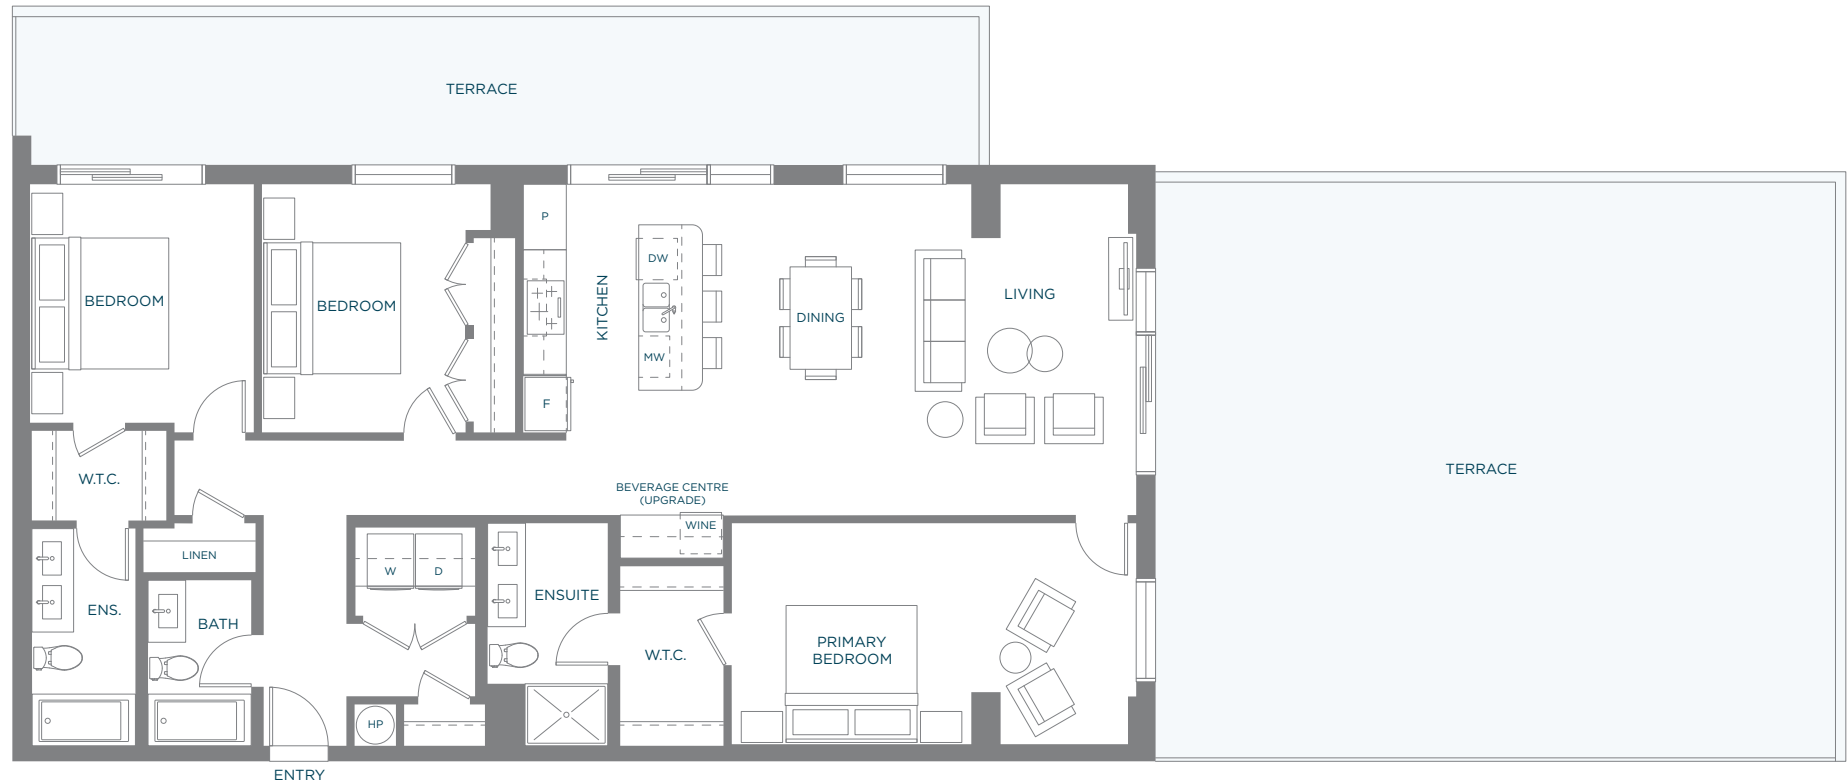 TERRACE
P
DW
BEDROOM
BEDROOM
KITCHEN
LIVING
DINING
MW
F
TERRACE
W.T.C.
BEVERAGE CENTRE
(UPGRADE)
WINE
LINEN
W
D
ENS.
BATH
ENSUITE
W.T.C.
PRIMARY
BEDROOM
HP
ENTRY